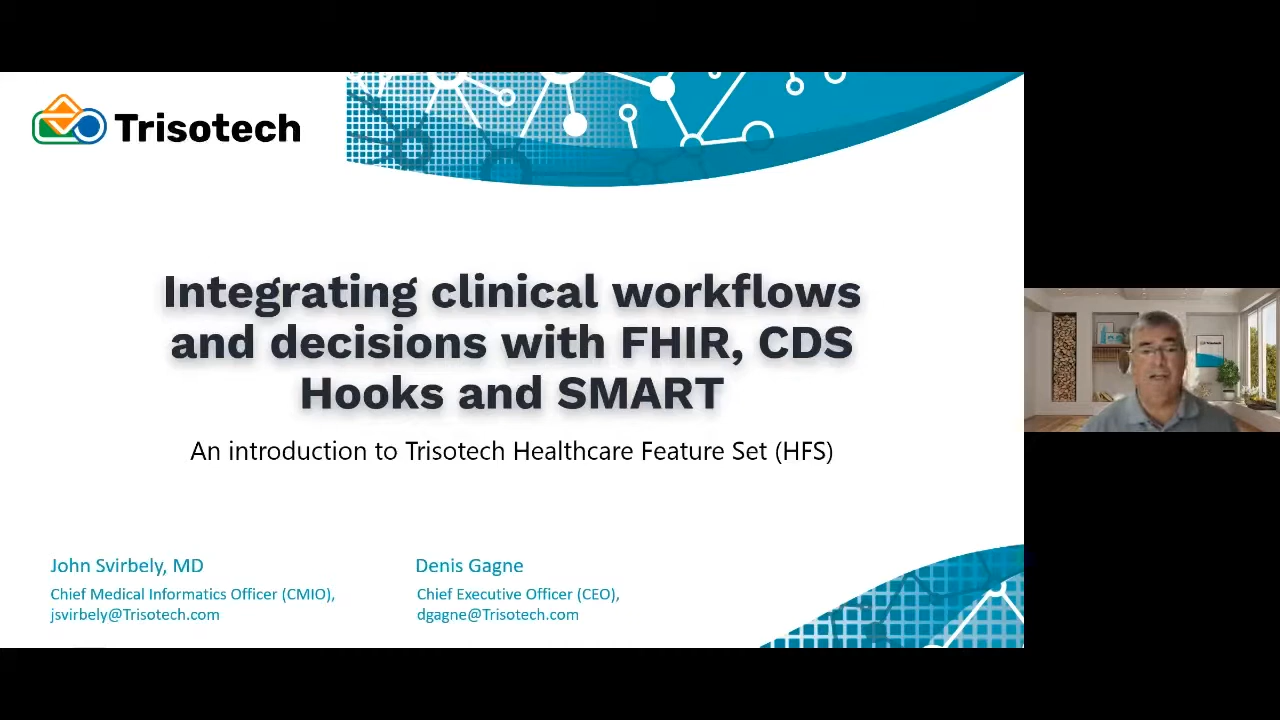 Trisotech
Integrating clinical workflows
and decisions with FHIR, CDS
Hooks and SMART
An introduction to Trisotech Healthcare Feature Set (HFS)
John Svirbely, MD
Chief Medical Informatics Officer (CMIO),
jsvirbely@Trisotech.com
Denis Gagne
Chief Executive Officer (CEO),
dgagne@Trisotech.com
Trisotech